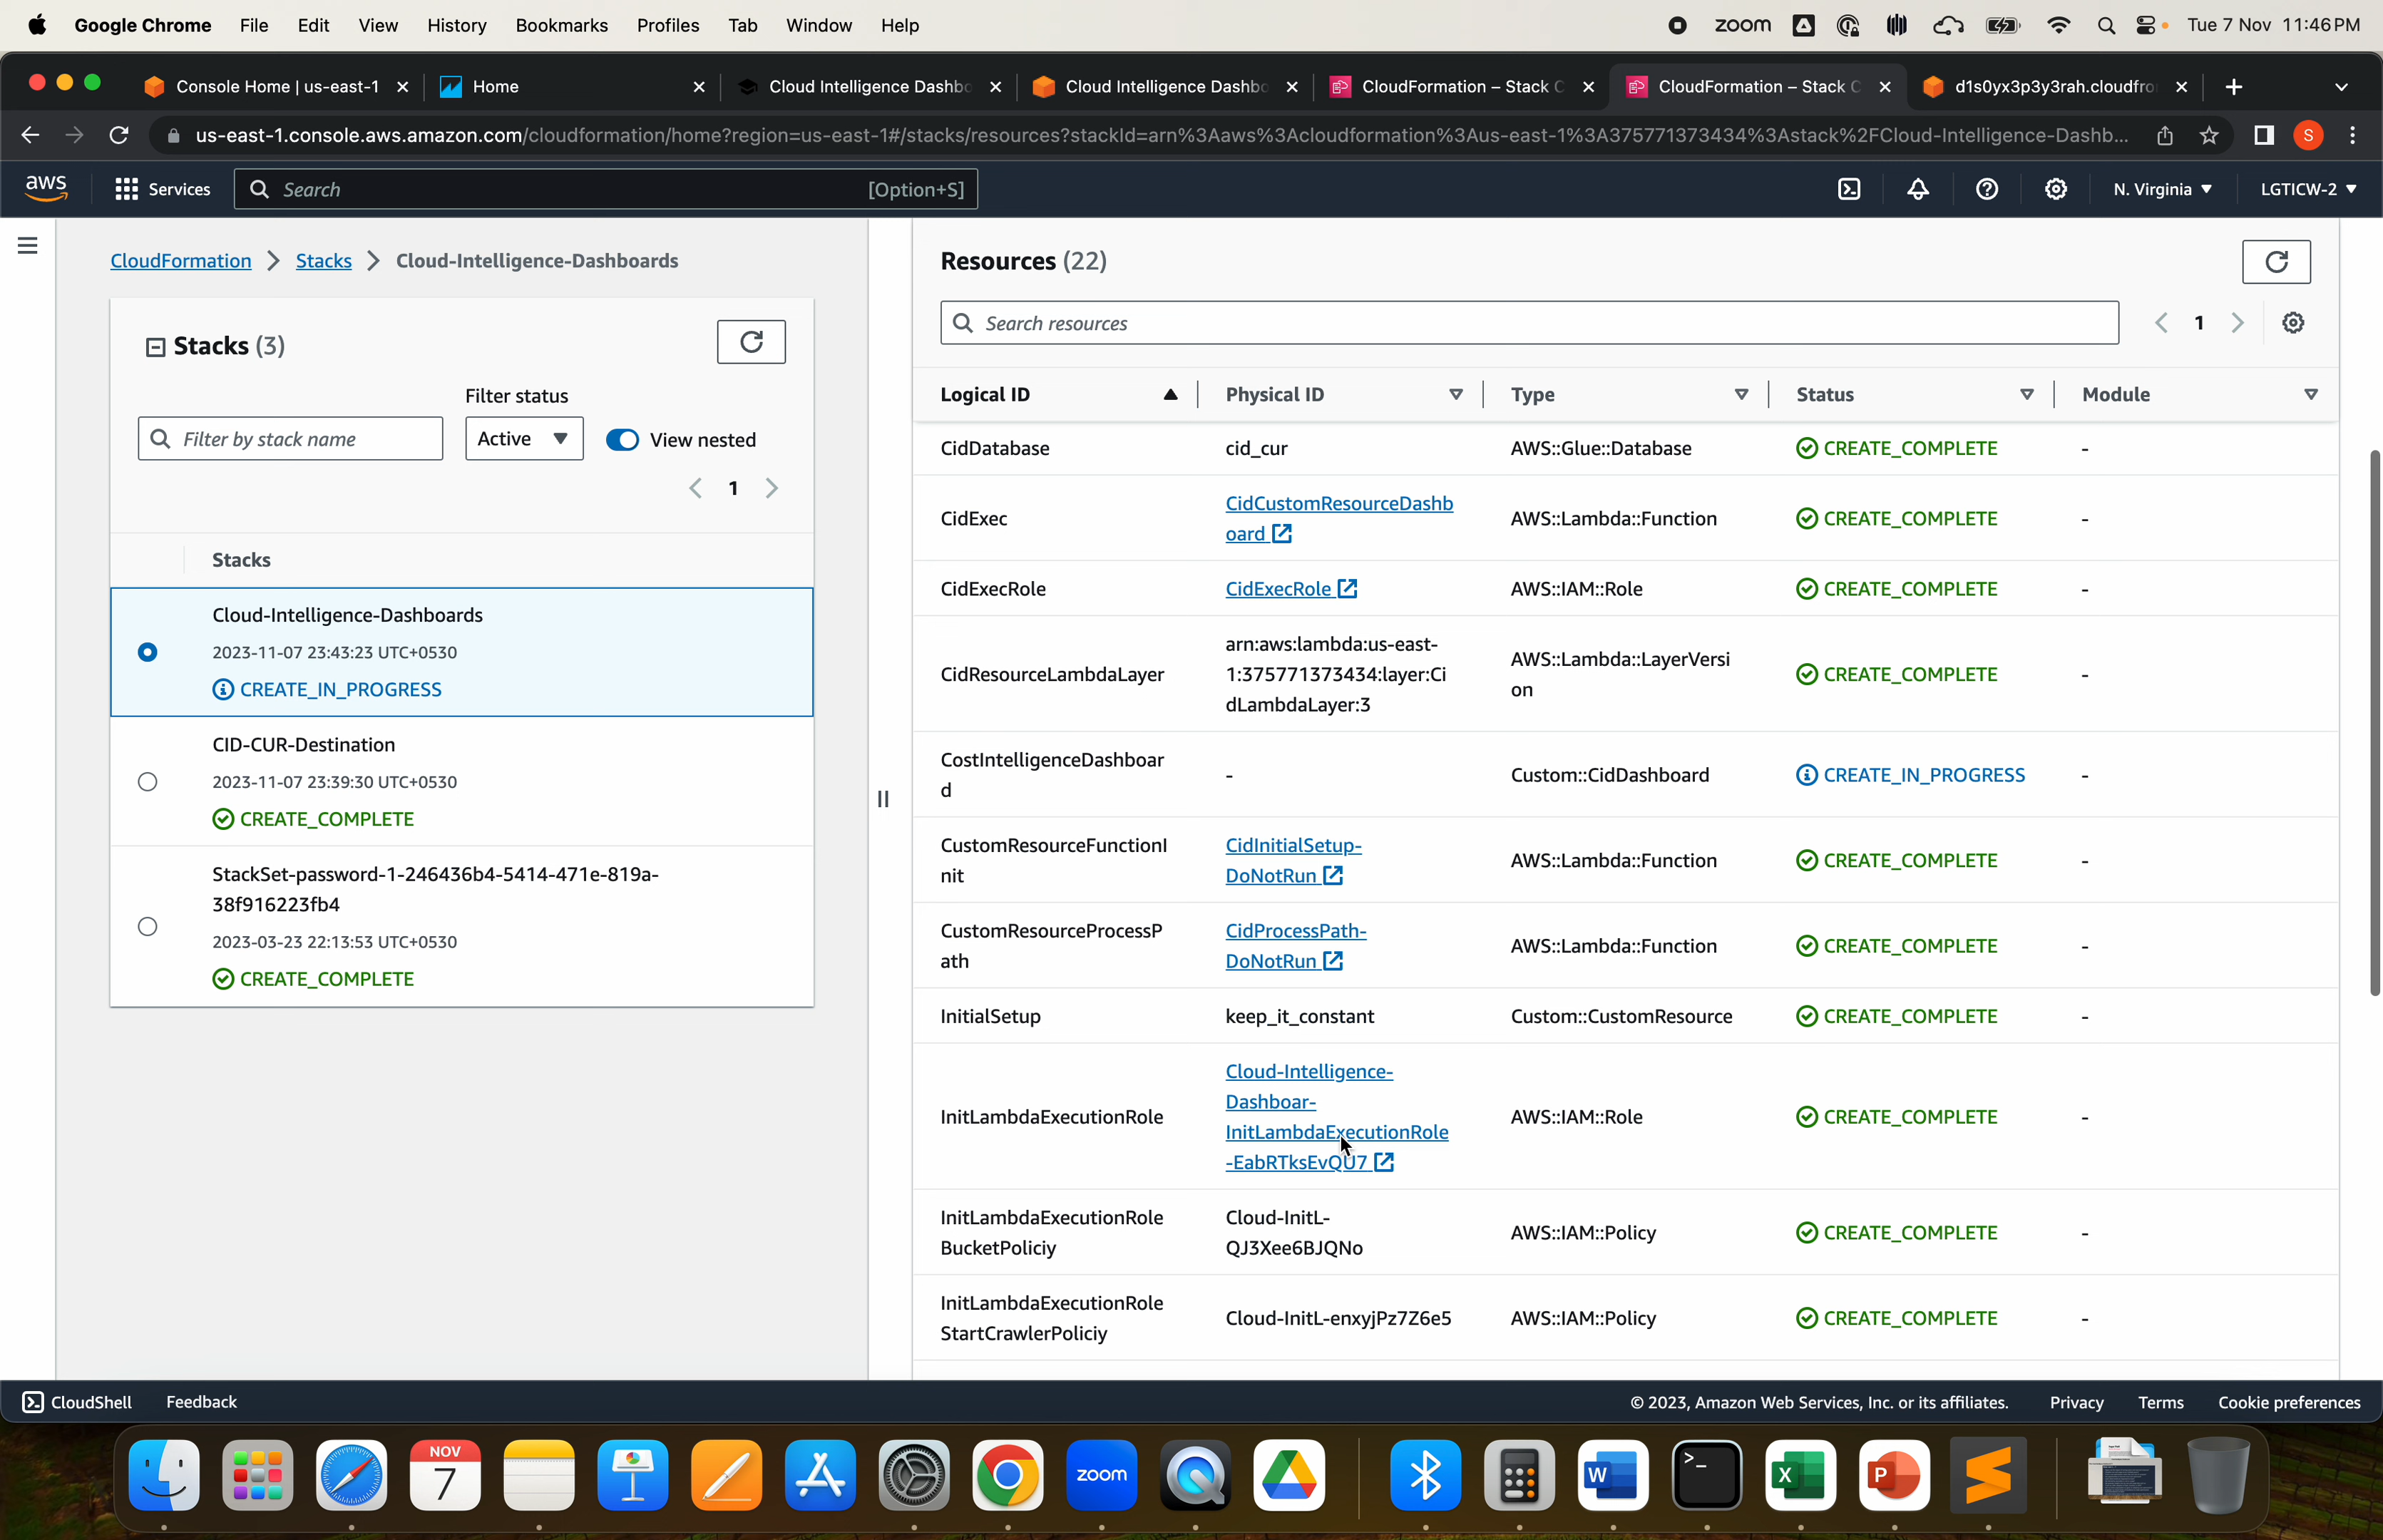 Google Chrome File Edit View History Bookmarks Profiles Tab Window Help zoom Tue 7 Nov 11:46 PM
Console Home | us-east-1 Home Cloud Intelligence Dashbo Cloud Intelligence Dashbo CloudFormation – Stack C CloudFormation – Stack C d1s0yx3p3y3rah.cloudfro
us-east-1.console.aws.amazon.com/cloudformation/home?region=us-east-1#/stacks/resources?stackId=arn%3Aaws%3Acloudformation%3Aus-east-1%3A375771373434%3Astack%2FCloud-Intelligence-Dashb... S
aws Services Search [Option+S] N. Virginia LGTICW-2
CloudFormation Stacks Cloud-Intelligence-Dashboards
Stacks (3)
Filter status
Filter by stack name Active View nested
1
Stacks
Cloud-Intelligence-Dashboards
2023-11-07 23:43:23 UTC+0530
CREATE_IN_PROGRESS
CID-CUR-Destination
2023-11-07 23:39:30 UTC+0530
CREATE_COMPLETE
StackSet-password-1-246436b4-5414-471e-819a-
38f916223fb4
2023-03-23 22:13:53 UTC+0530
CREATE_COMPLETE
Resources (22)
Search resources 1
Logical ID Physical ID Type Status Module
CidDatabase cid_cur AWS::Glue::Database CREATE_COMPLETE -
CidExec CidCustomResourceDashb
oard AWS::Lambda::Function CREATE_COMPLETE -
CidExecRole CidExecRole AWS::IAM::Role CREATE_COMPLETE -
CidResourceLambdaLayer arn:aws:lambda:us-east-
1:375771373434:layer:Ci
dLambdaLayer:3 AWS::Lambda::LayerVersi
on CREATE_COMPLETE -
CostIntelligenceDashboar
d - Custom::CidDashboard CREATE_IN_PROGRESS -
CustomResourceFunctionI
nit CidInitialSetup-
DoNotRun AWS::Lambda::Function CREATE_COMPLETE -
CustomResourceProcessP
ath CidProcessPath-
DoNotRun AWS::Lambda::Function CREATE_COMPLETE -
InitialSetup keep_it_constant Custom::CustomResource CREATE_COMPLETE -
InitLambdaExecutionRole Cloud-Intelligence-
Dashboar-
InitLambdaExecutionRole
-EabRTksEvQU7 AWS::IAM::Role CREATE_COMPLETE -
InitLambdaExecutionRole
BucketPoliciy Cloud-InitL-
QJ3Xee6BJQNo AWS::IAM::Policy CREATE_COMPLETE -
InitLambdaExecutionRole
StartCrawlerPoliciy Cloud-InitL-enxyjPz7Z6e5 AWS::IAM::Policy CREATE_COMPLETE -
CloudShell Feedback © 2023, Amazon Web Services, Inc. or its affiliates. Privacy Terms Cookie preferences
NOV
7
zoom
W
X
P